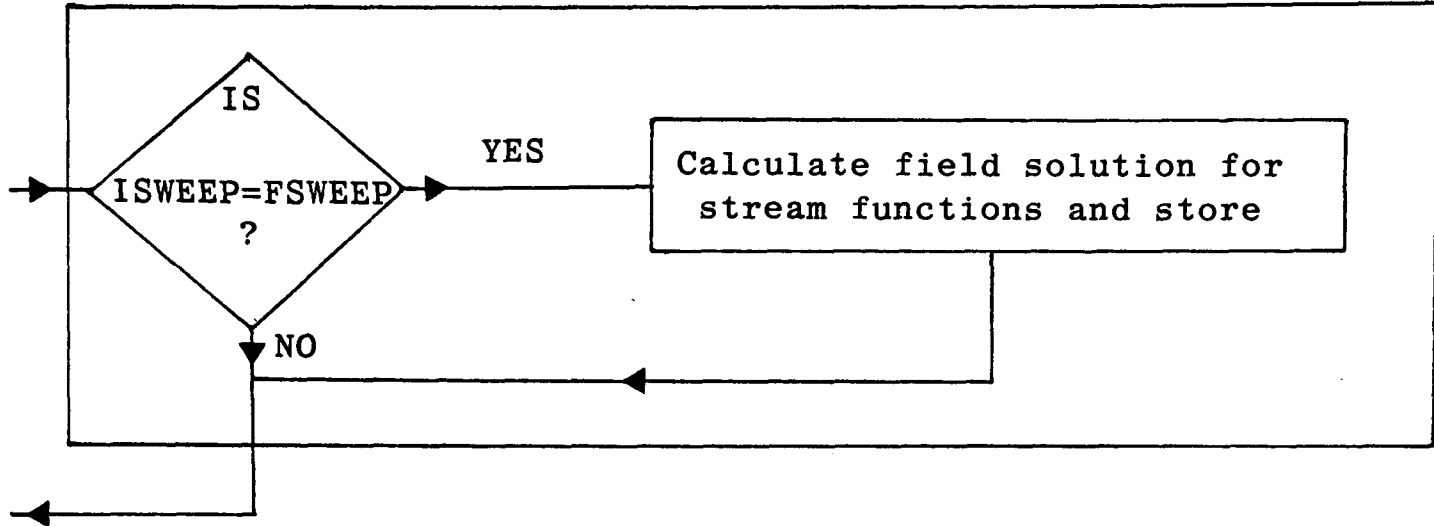 IS
ISWEEP=FSWEEP
?
YES
Calculate field solution for
stream functions and store
NO